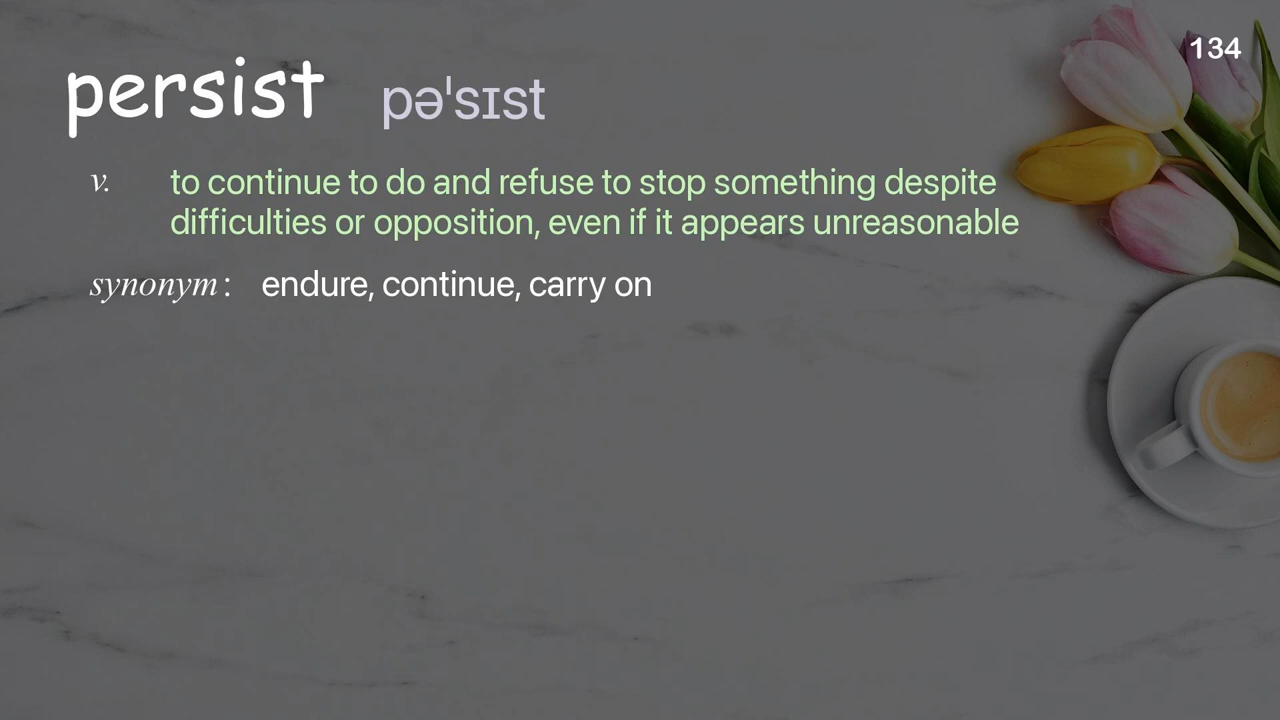 134
persist pəˈsɪst
v. to continue to do and refuse to stop something despite
difficulties or opposition, even if it appears unreasonable
synonym : endure, continue, carry on